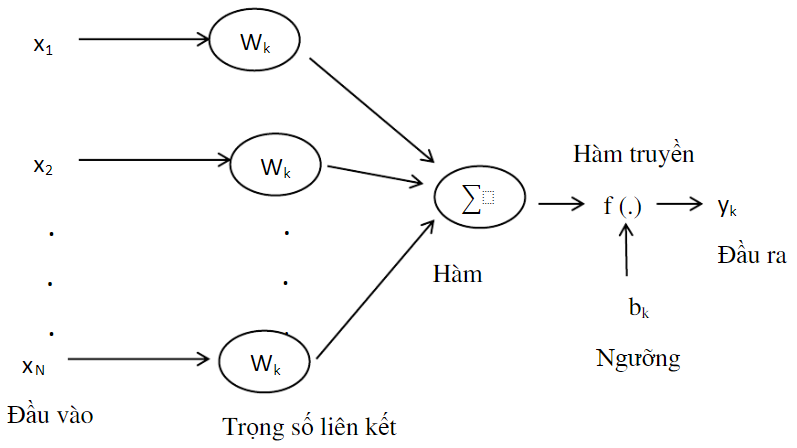 x₁ Wₖ
x₂ Wₖ
Hàm truyền
∑ f (.) yₖ
Hàm
Đầu ra
bₖ
xN Wₖ
Ngưỡng
Đầu vào
Trọng số liên kết